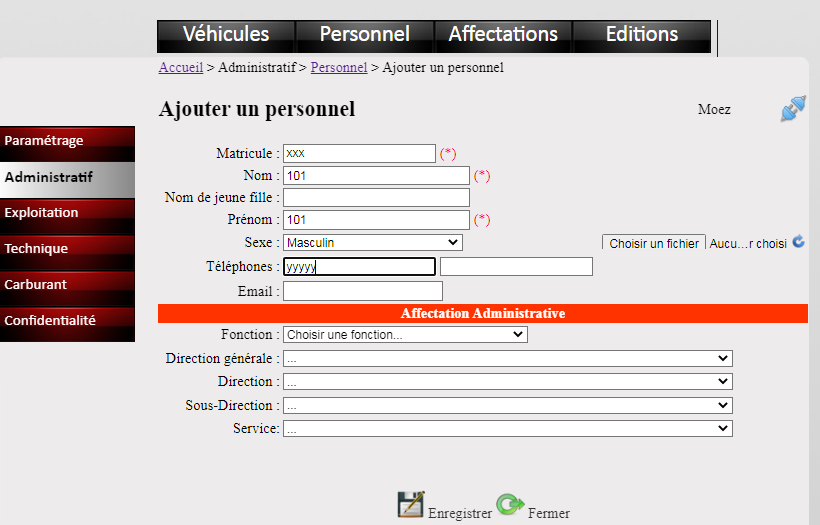 Véhicules Personnel Affectations Editions
Accueil > Administratif > Personnel > Ajouter un personnel
Ajouter un personnel
Moez
Paramétrage
Administratif
Exploitation
Technique
Carburant
Confidentialité
Matricule : xxx (*)
Nom : 101 (*)
Nom de jeune fille :
Prénom : 101 (*)
Sexe : Masculin
Choisir un fichier Aucu...r choisi
Téléphones : yyyyy
Email :
Affectation Administrative
Fonction : Choisir une fonction...
Direction générale : ...
Direction : ...
Sous-Direction : ...
Service: ...
Enregistrer Fermer